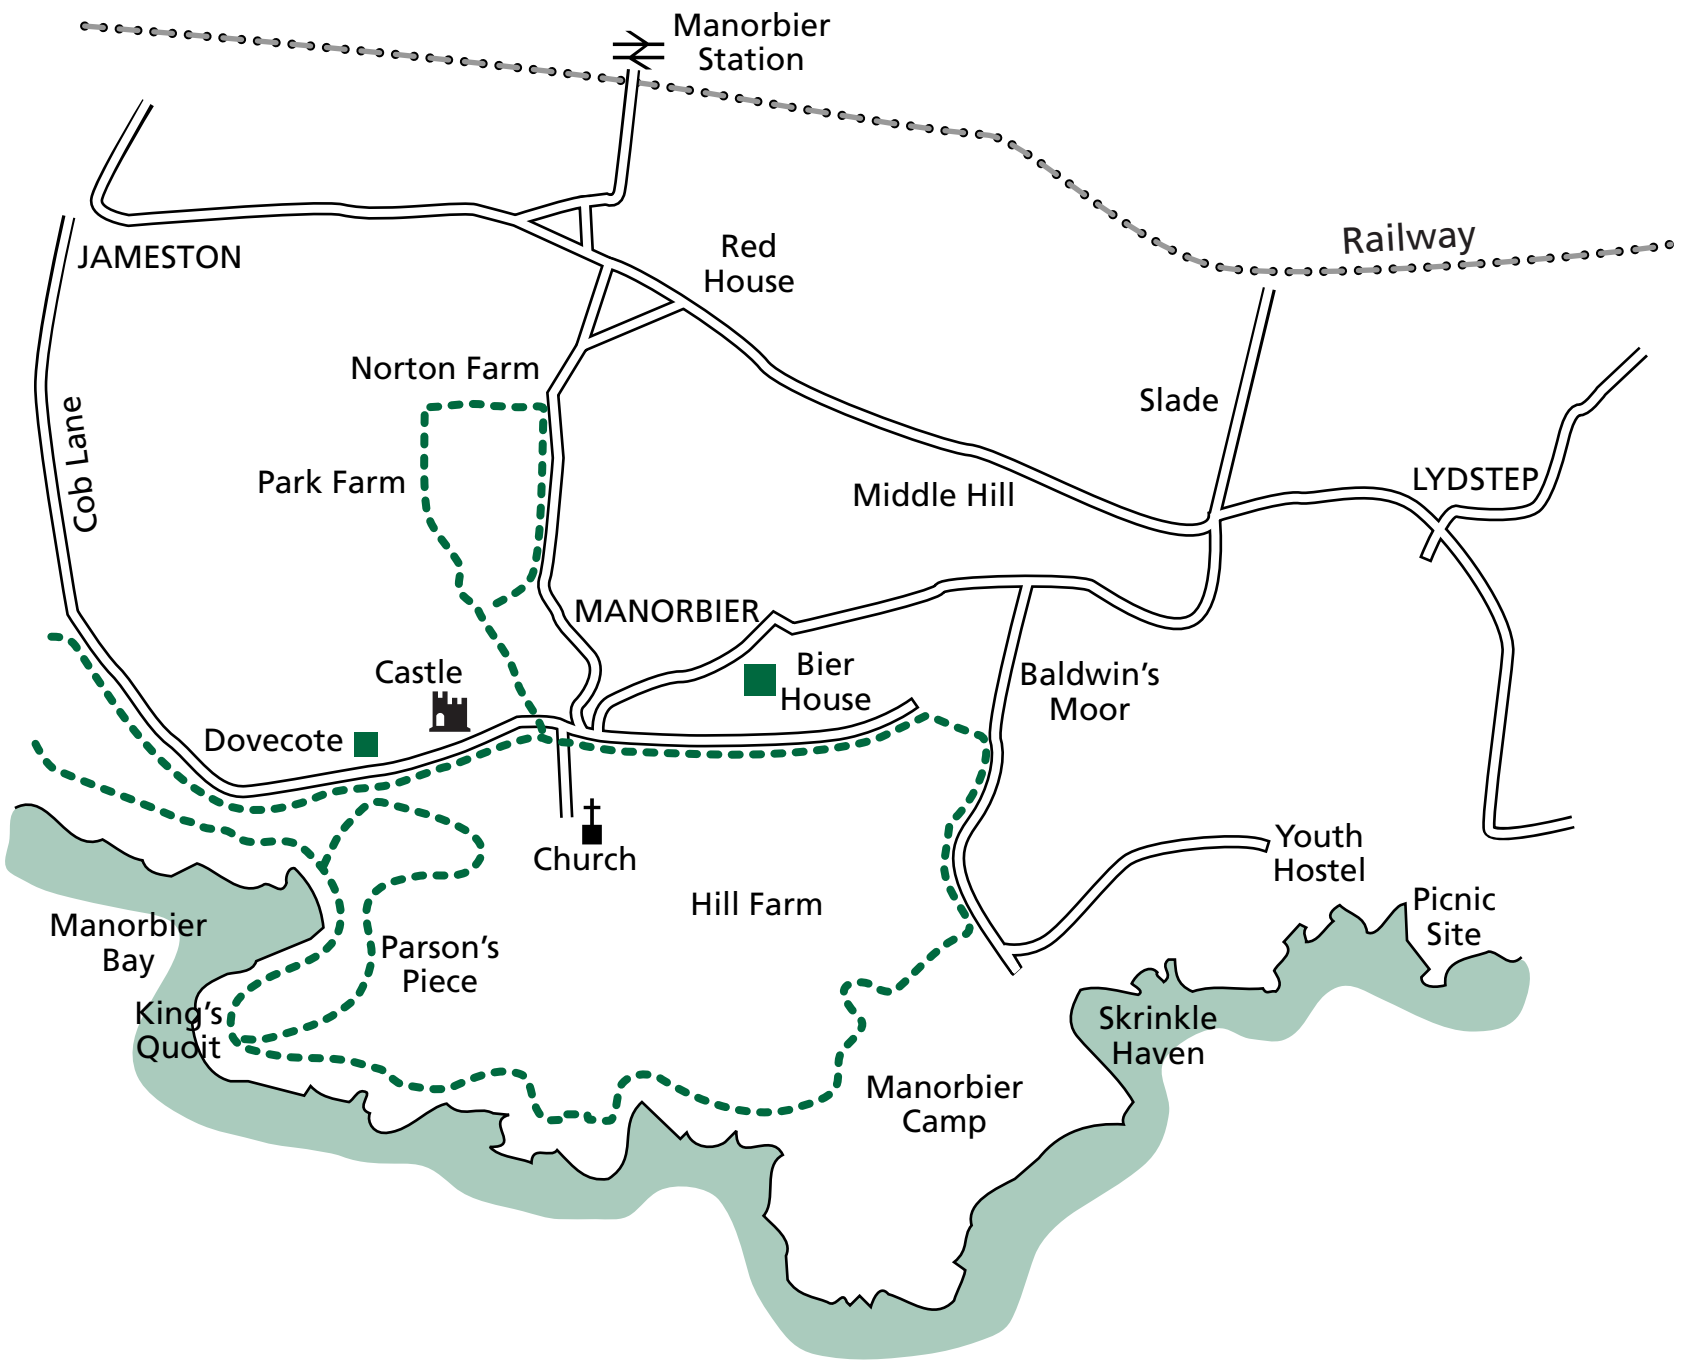 Manorbier
Station
Railway
JAMESTON
Red
House
Norton Farm
Slade
Cob Lane
Park Farm
Middle Hill
LYDSTEP
MANORBIER
Castle
Bier
House
Baldwin's
Moor
Dovecote
Church
Youth
Hostel
Hill Farm
Picnic
Site
Manorbier
Bay
Parson's
Piece
King's
Quoit
Skrinkle
Haven
Manorbier
Camp